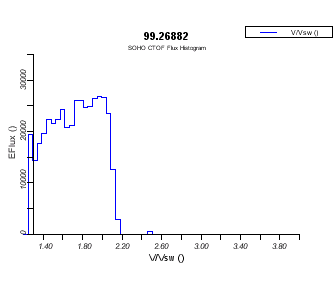 V/Vsw ()
99.26882
SOHO CTOF Flux Histogram
EFlux ()
30000
20000
10000
0
1.40 1.80 2.20 2.60 3.00 3.40 3.80
V/Vsw ()